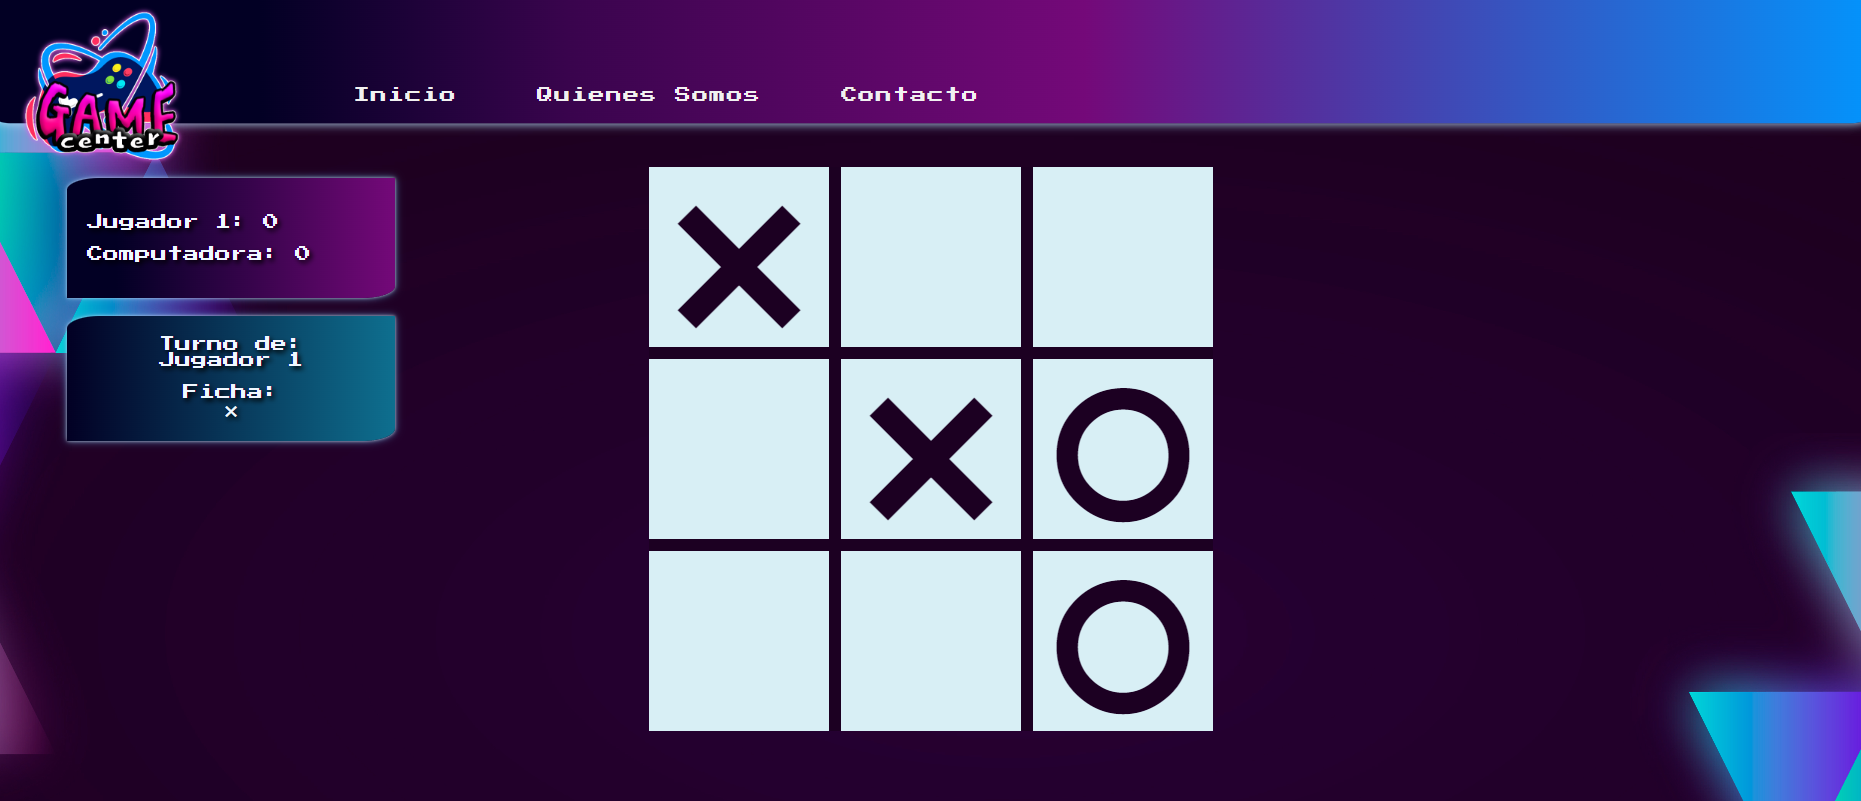 GAME
center
Inicio Quienes Somos Contacto
Jugador 1: 0
Computadora: 0
Turno de:
Jugador 1
Ficha:
×